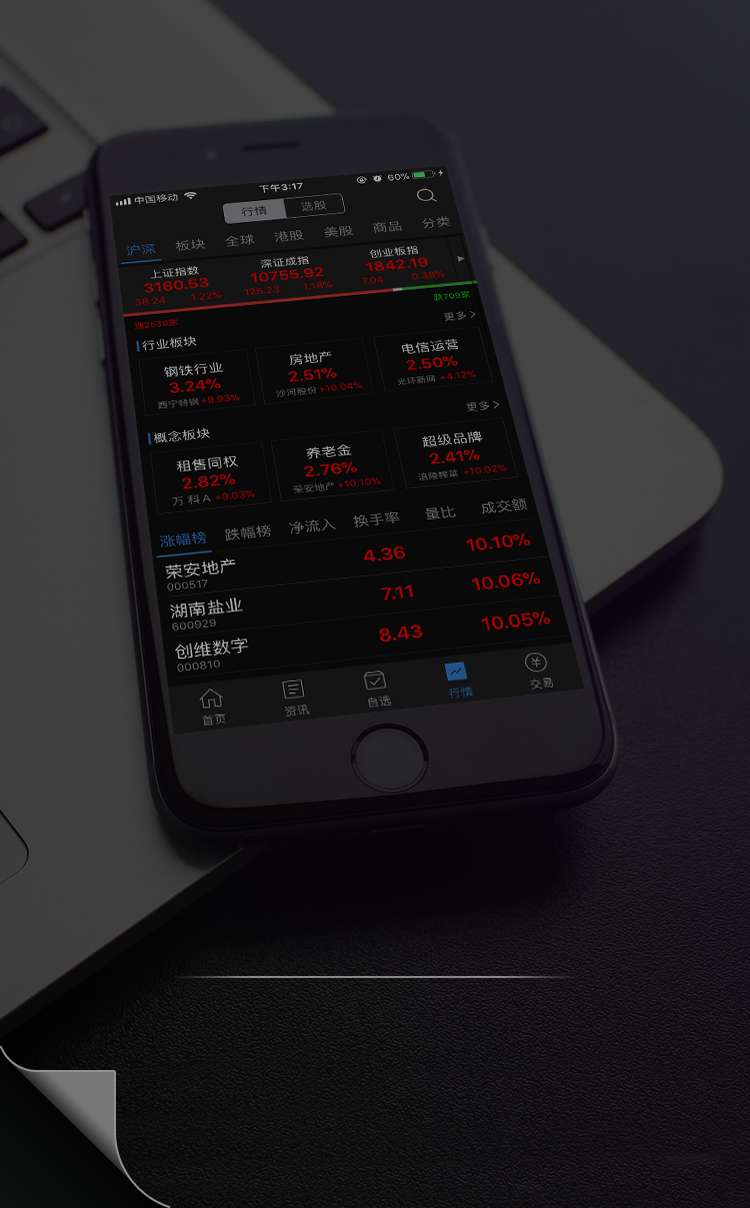 中国移动 下午3:17 60%
行情 选股
沪深 板块 全球 港股 美股 商品 分类
上证指数 深证成指 创业板指
3160.53 10755.92 1842.19
38.24 1.22% 125.23 1.18% 7.04 0.38%
涨2536家 跌709家
行业板块 更多
钢铁行业 房地产 电信运营
3.24% 2.51% 2.50%
西宁特钢 +9.93% 沙河股份 +10.04% 光环新网 +4.12%
概念板块 更多
租售同权 养老金 超级品牌
2.82% 2.76% 2.41%
万科A +9.03% 荣安地产 +10.10% 涪陵榨菜 +10.02%
涨幅榜 跌幅榜 净流入 换手率 量比 成交额
荣安地产 4.36 10.10%
000517
湖南盐业 7.11 10.06%
600929
创维数字 8.43 10.05%
000810
首页 资讯 自选 行情 交易